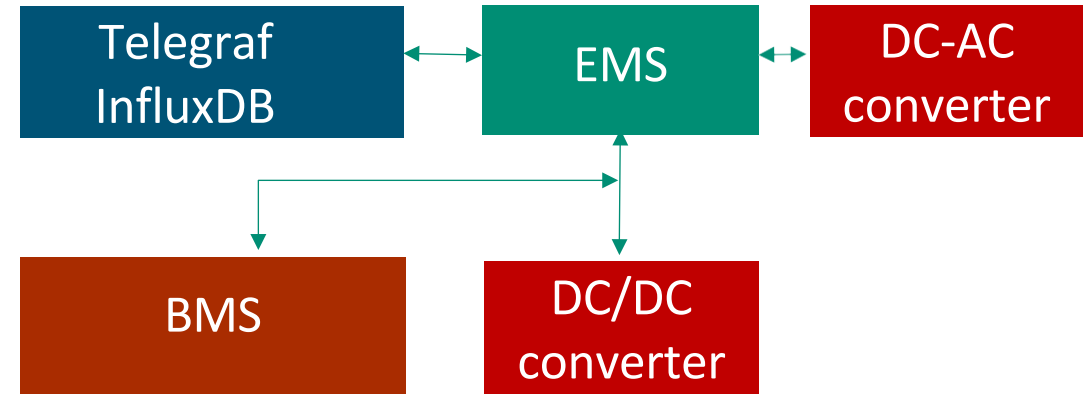 Telegraf
InfluxDB
EMS
DC-AC
converter
BMS
DC/DC
converter